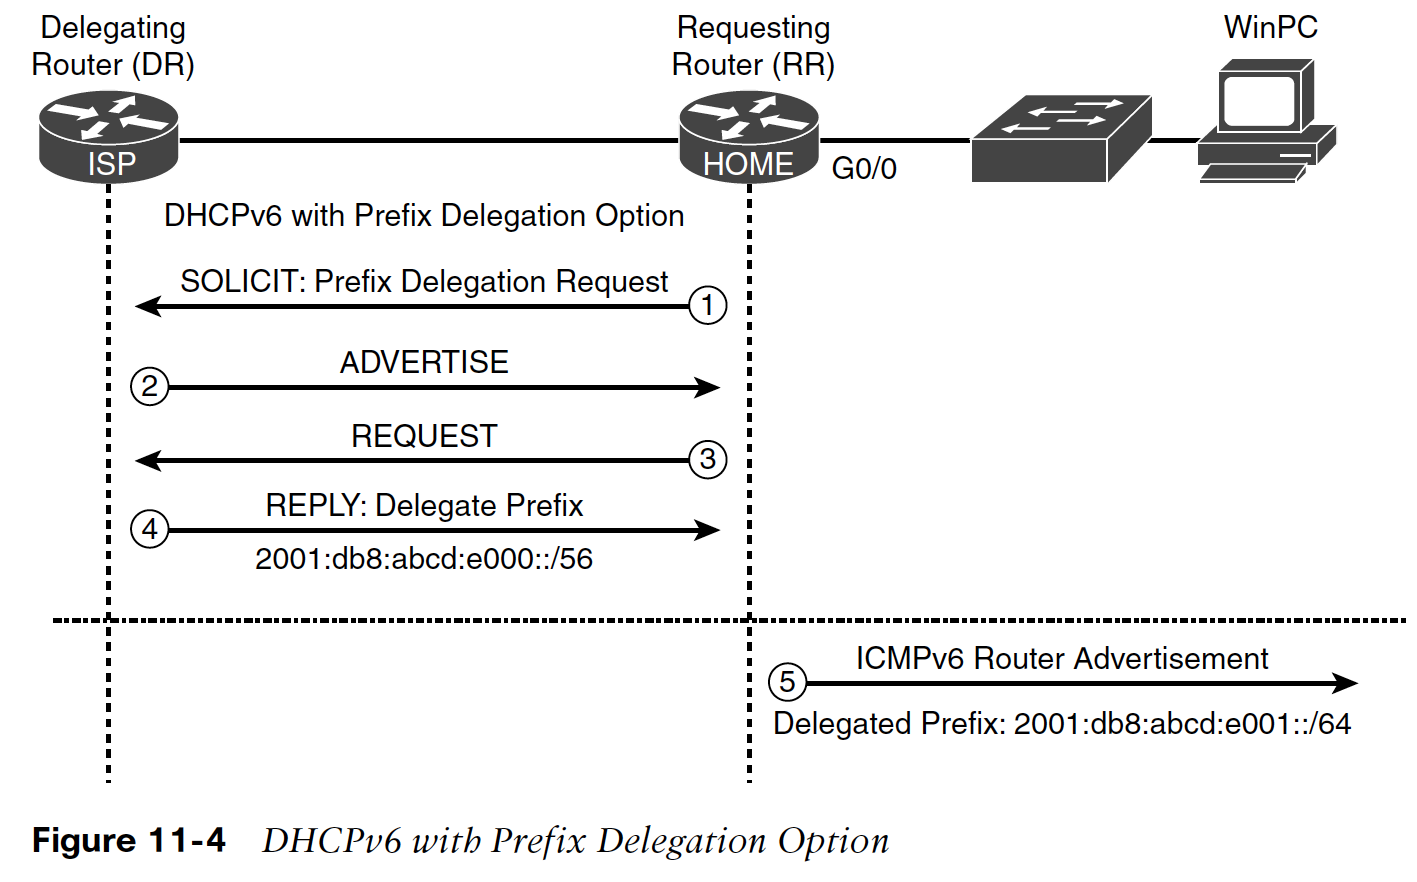 Delegating
Router (DR)
Requesting
Router (RR)
WinPC
ISP
HOME
G0/0
DHCPv6 with Prefix Delegation Option
SOLICIT: Prefix Delegation Request
1
ADVERTISE
2
REQUEST
3
REPLY: Delegate Prefix
4
2001:db8:abcd:e000::/56
ICMPv6 Router Advertisement
5
Delegated Prefix: 2001:db8:abcd:e001::/64
Figure 11-4 DHCPv6 with Prefix Delegation Option